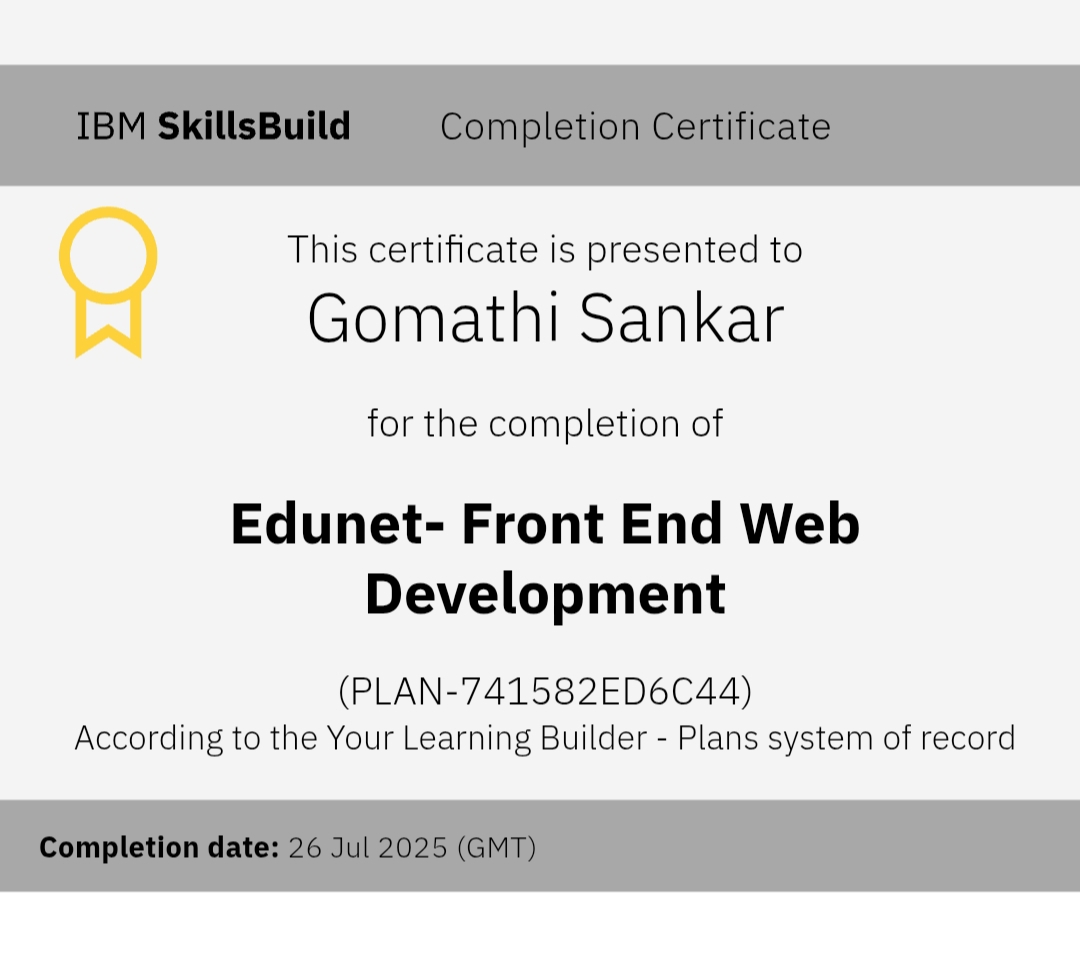 IBM SkillsBuild Completion Certificate
This certificate is presented to
Gomathi Sankar
for the completion of
Edunet- Front End Web
Development
(PLAN-741582ED6C44)
According to the Your Learning Builder - Plans system of record
Completion date: 26 Jul 2025 (GMT)